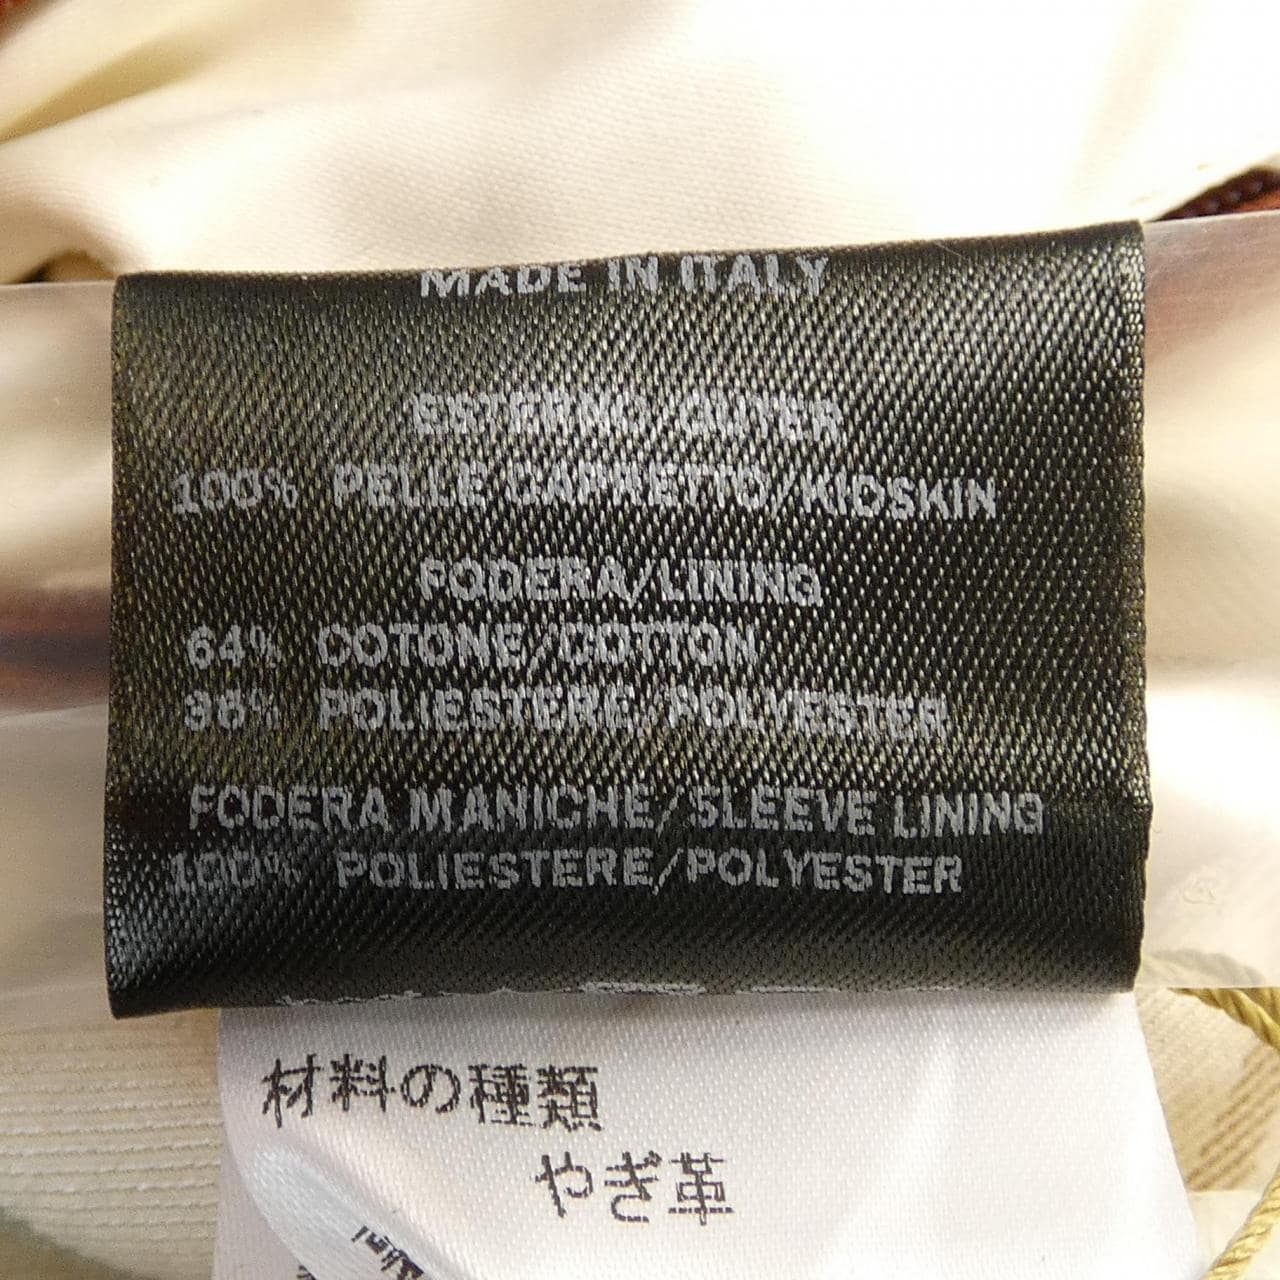 MADE IN ITALY
ESTERNO/OUTER
100% PELLE CAPRETTO/KIDSKIN
FODERA/LINING
64% COTONE/COTTON
36% POLIESTERE/POLYESTER
FODERA MANICHE/SLEEVE LINING
100% POLIESTERE/POLYESTER
材料の種類
やぎ革